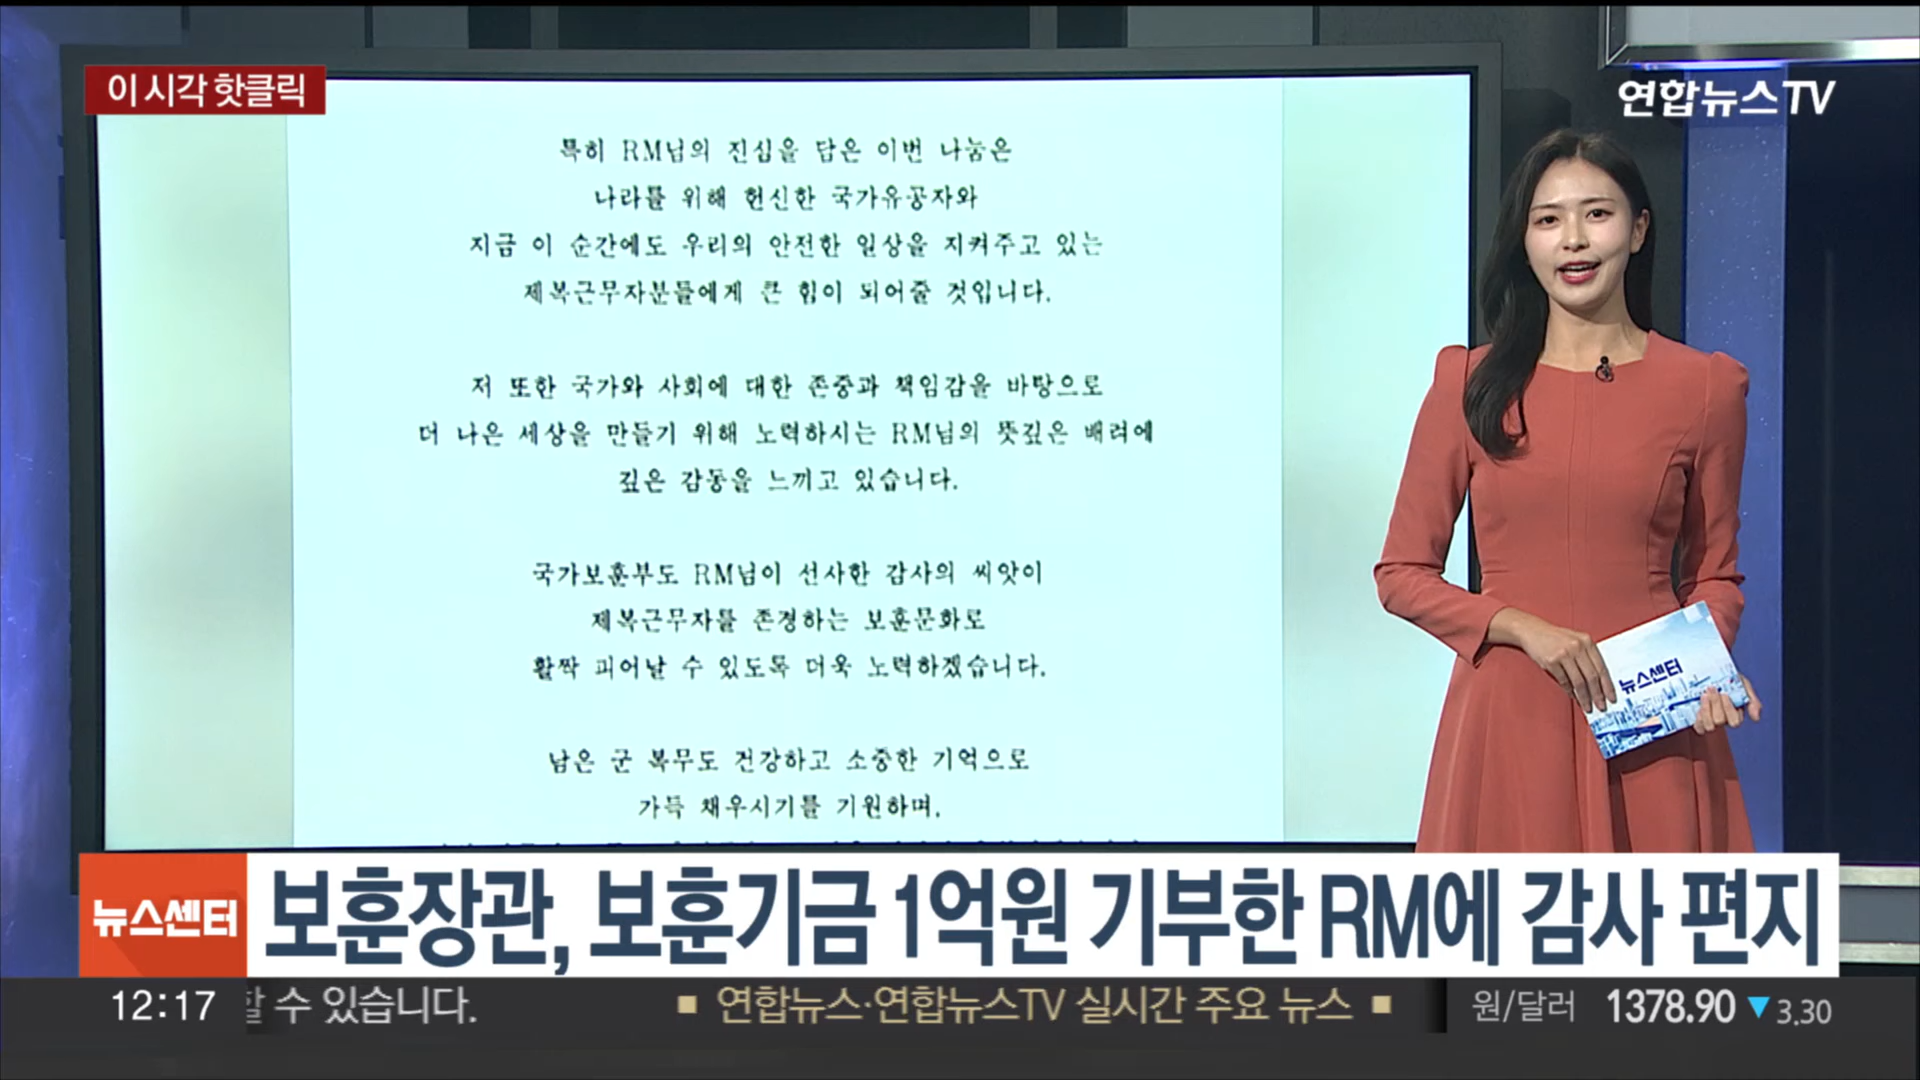 이 시각 핫클릭
연합뉴스TV
특히 RM님의 진심을 담은 이번 나눔은
나라를 위해 헌신한 국가유공자와
지금 이 순간에도 우리의 안전한 일상을 지켜주고 있는
제복근무자분들에게 큰 힘이 되어줄 것입니다.
저 또한 국가와 사회에 대한 존중과 책임감을 바탕으로
더 나은 세상을 만들기 위해 노력하시는 RM님의 뜻깊은 배려에
깊은 감동을 느끼고 있습니다.
국가보훈부도 RM님이 선사한 감사의 씨앗이
제복근무자를 존경하는 보훈문화로
활짝 피어날 수 있도록 더욱 노력하겠습니다.
남은 군 복무도 건강하고 소중한 기억으로
가득 채우시기를 기원하며,
뉴스센터
뉴스센터
보훈장관, 보훈기금 1억원 기부한 RM에 감사 편지
12:17 할 수 있습니다. ■ 연합뉴스·연합뉴스TV 실시간 주요 뉴스 ■ 원/달러 1378.90 ▼ 3.30